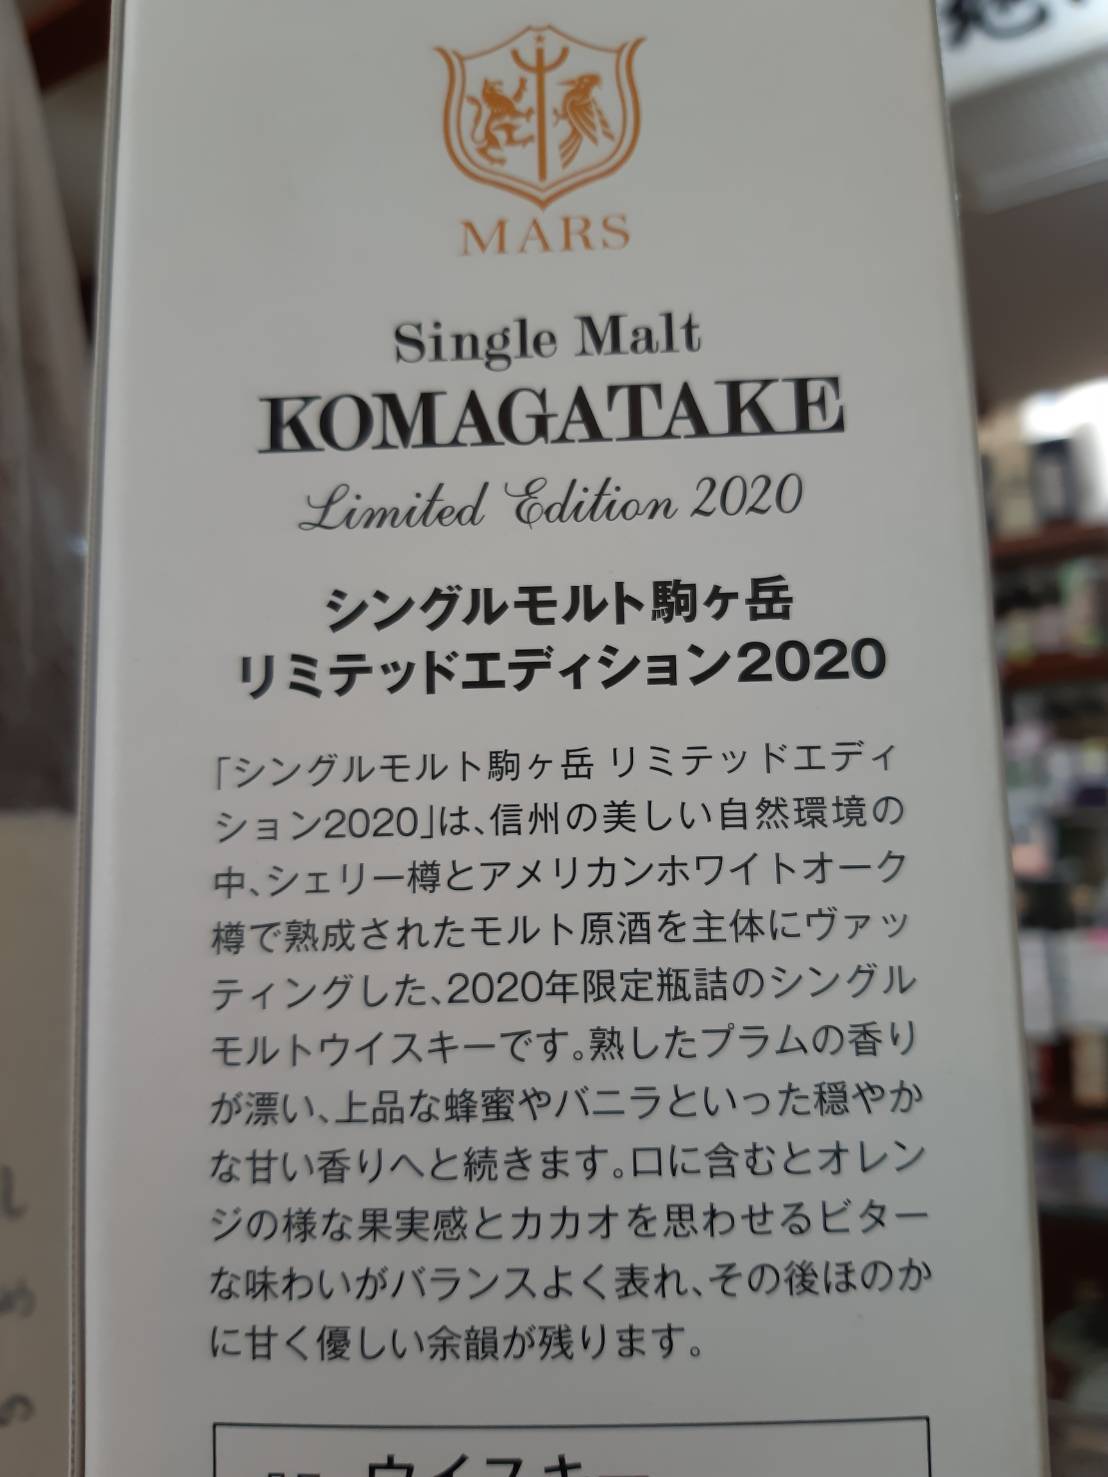 MARS
Single Malt
KOMAGATAKE
Limited Edition 2020
シングルモルト駒ヶ岳
リミテッドエディション2020
「シングルモルト駒ヶ岳 リミテッドエディ
ション2020」は、信州の美しい自然環境の
中、シェリー樽とアメリカンホワイトオーク
樽で熟成されたモルト原酒を主体にヴァッ
ティングした、2020年限定瓶詰のシングル
モルトウイスキーです。熟したプラムの香り
が漂い、上品な蜂蜜やバニラといった穏やか
な甘い香りへと続きます。口に含むとオレン
ジの様な果実感とカカオを思わせるビター
な味わいがバランスよく表れ、その後ほのか
に甘く優しい余韻が残ります。
ウイスキー
し
め
の